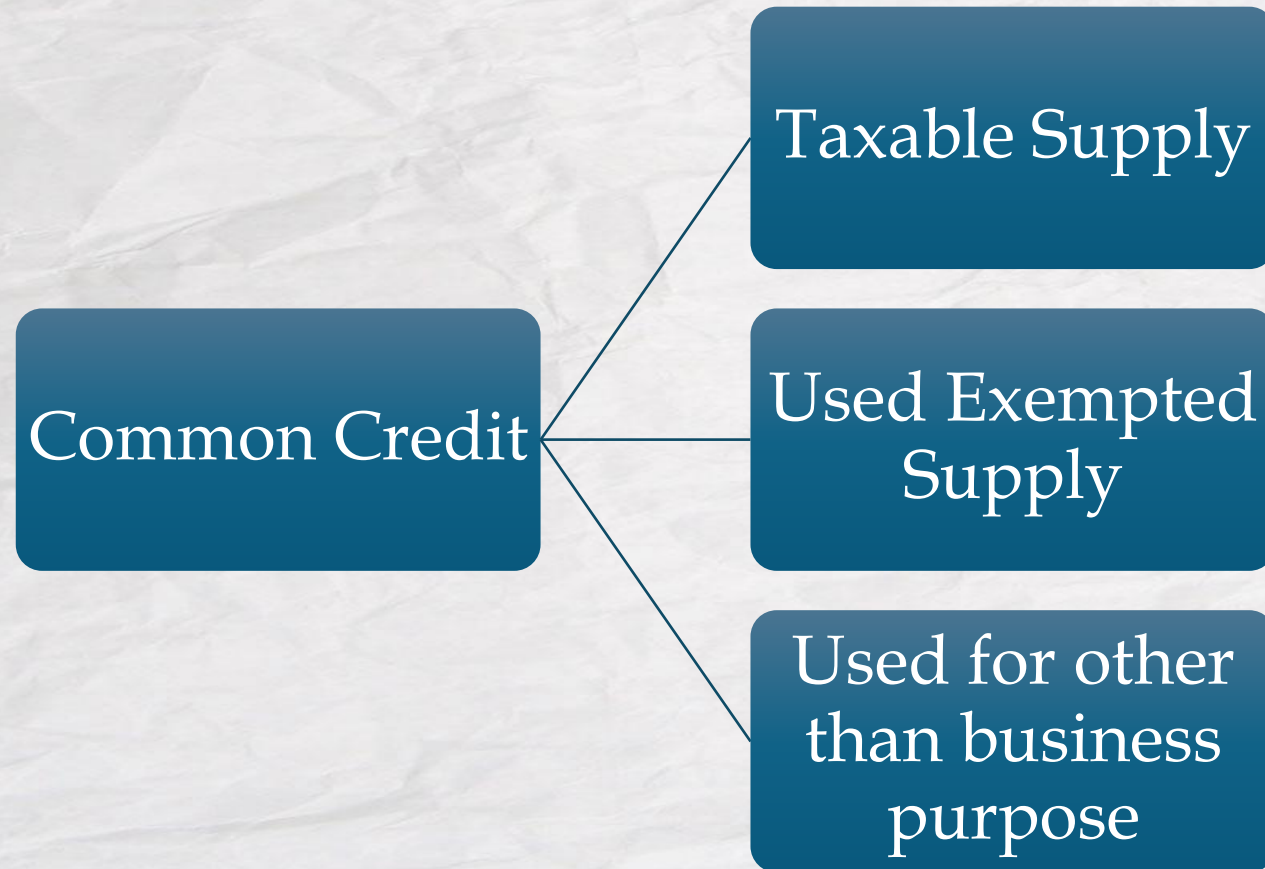 Taxable Supply
Common Credit
Used Exempted
Supply
Used for other
than business
purpose